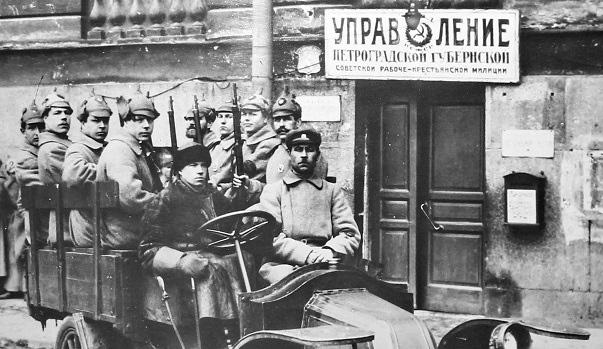 УПРАВЛЕНИЕ
ПЕТРОГРАДСКОЙ ГУБЕРНСКОЙ
СОВЕТСКОЙ РАБОЧЕ-КРЕСТЬЯНСКОЙ МИЛИЦИИ